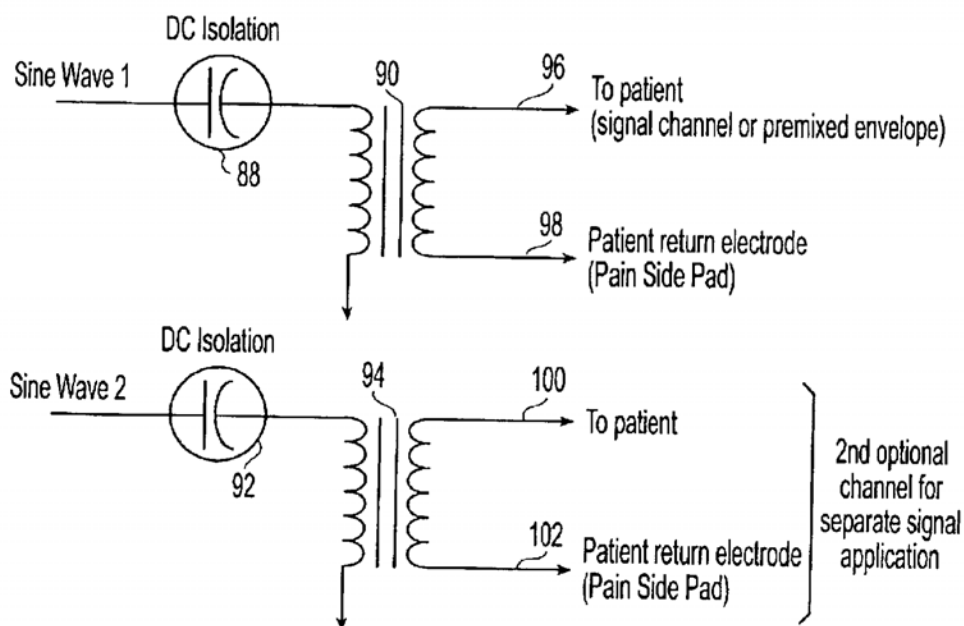 DC Isolation
Sine Wave 1
88
90
96
To patient
(signal channel or premixed envelope)
98
Patient return electrode
(Pain Side Pad)
DC Isolation
Sine Wave 2
92
94
100
To patient
102
Patient return electrode
(Pain Side Pad)
2nd optional
channel for
separate signal
application